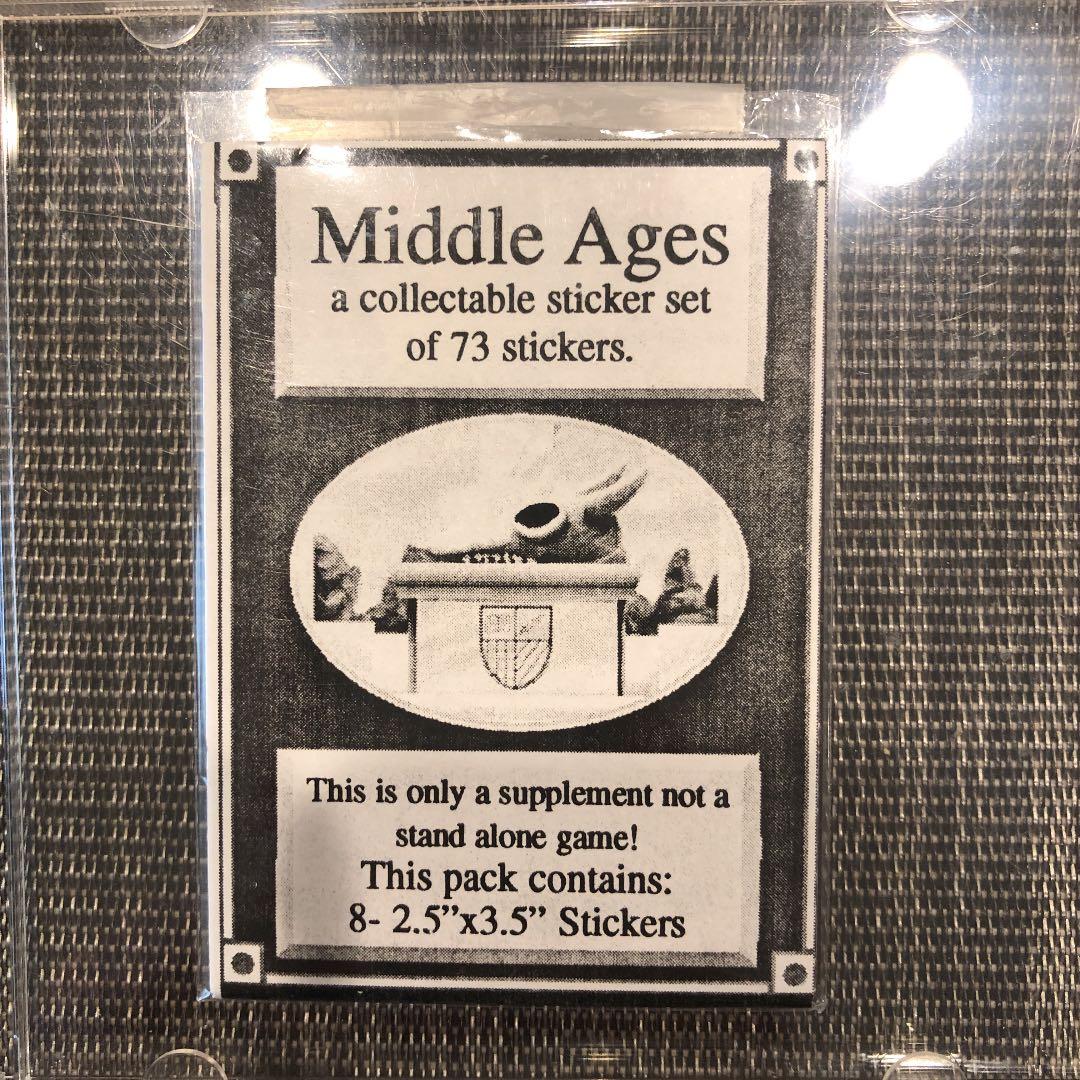 Middle Ages
a collectable sticker set
of 73 stickers.
This is only a supplement not a
stand alone game!
This pack contains:
8- 2.5”x3.5” Stickers